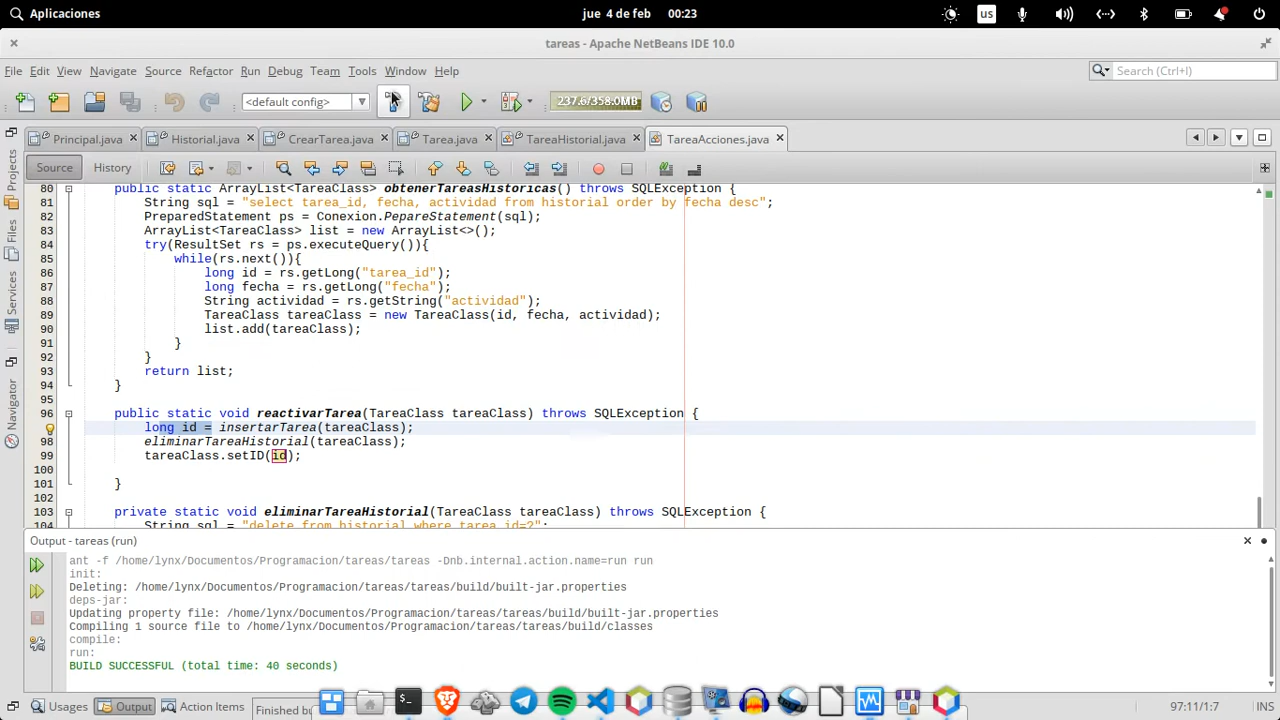 Aplicaciones
jue 4 de feb 00:23
us
tareas - Apache NetBeans IDE 10.0
File Edit View Navigate Source Refactor Run Debug Team Tools Window Help
Search (Ctrl+I)
<default config>
237.6/358.0MB
Principal.java Historial.java CrearTarea.java Tarea.java TareaHistorial.java TareaAcciones.java
Source History
Projects
Files
Services
Navigator
80 public static ArrayList<TareaClass> obtenerTareasHistoricas() throws SQLException {
81 String sql = "select tarea_id, fecha, actividad from historial order by fecha desc";
82 PreparedStatement ps = Conexion.PepareStatement(sql);
83 ArrayList<TareaClass> list = new ArrayList<>();
84 try(ResultSet rs = ps.executeQuery()){
85 while(rs.next()){
86 long id = rs.getLong("tarea_id");
87 long fecha = rs.getLong("fecha");
88 String actividad = rs.getString("actividad");
89 TareaClass tareaClass = new TareaClass(id, fecha, actividad);
90 list.add(tareaClass);
91 }
92 }
93 return list;
94 }
95
96 public static void reactivarTarea(TareaClass tareaClass) throws SQLException {
long id = insertarTarea(tareaClass);
98 eliminarTareaHistorial(tareaClass);
99 tareaClass.setID(id);
100
101 }
102
103 private static void eliminarTareaHistorial(TareaClass tareaClass) throws SQLException {
104 String sql = "delete from historial where tarea_id=?";
Output - tareas (run)
ant -f /home/lynx/Documentos/Programacion/tareas/tareas -Dnb.internal.action.name=run run
init:
Deleting: /home/lynx/Documentos/Programacion/tareas/tareas/build/built-jar.properties
deps-jar:
Updating property file: /home/lynx/Documentos/Programacion/tareas/tareas/build/built-jar.properties
Compiling 1 source file to /home/lynx/Documentos/Programacion/tareas/tareas/build/classes
compile:
run:
BUILD SUCCESSFUL (total time: 40 seconds)
Usages Output Action Items Finished bu
97:11/1:7 INS